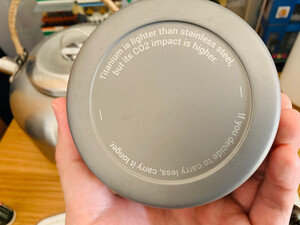 Titanium is lighter than stainless steel,
but its CO2 impact is higher.
If you decide to carry less, carry it longer